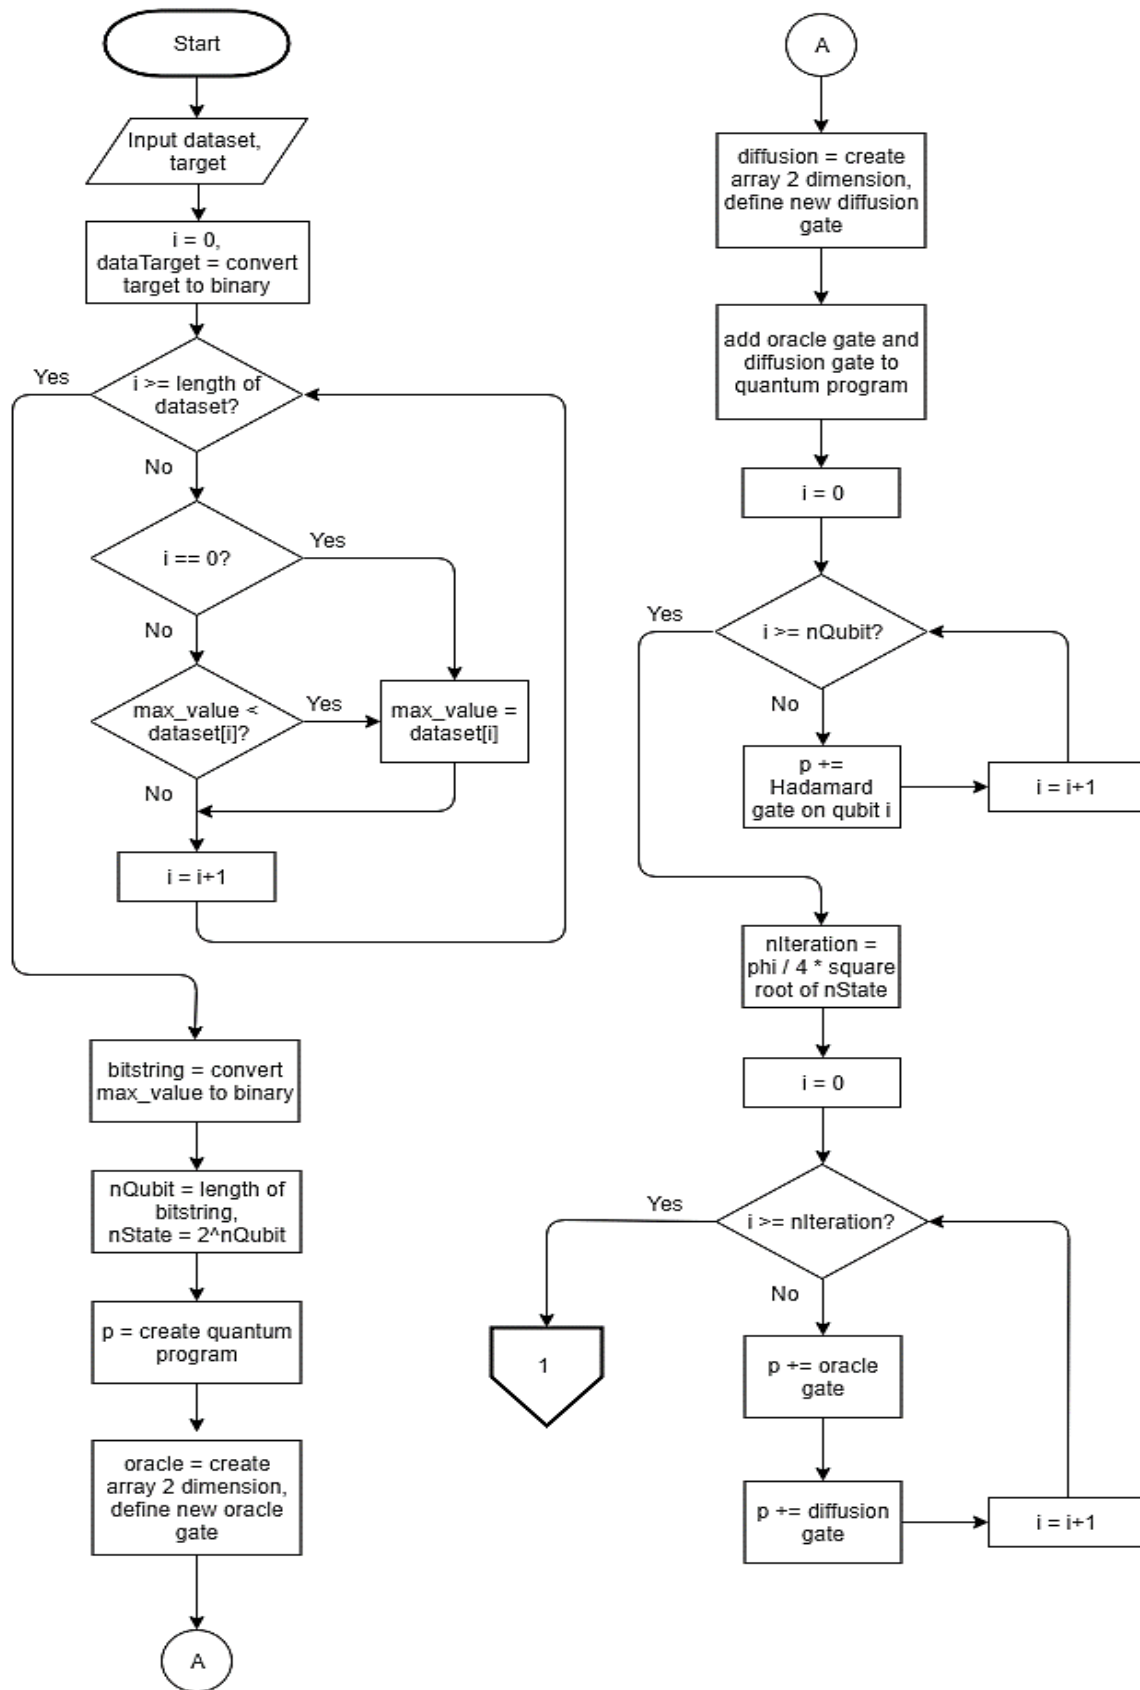 Start
Input dataset,
target
i = 0,
dataTarget = convert
target to binary
Yes
i >= length of
dataset?
No
i == 0?
Yes
No
max_value <
dataset[i]?
Yes
max_value =
dataset[i]
No
i = i+1
bitstring = convert
max_value to binary
nQubit = length of
bitstring,
nState = 2^nQubit
p = create quantum
program
oracle = create
array 2 dimension,
define new oracle
gate
A
A
diffusion = create
array 2 dimension,
define new diffusion
gate
add oracle gate and
diffusion gate to
quantum program
i = 0
Yes
i >= nQubit?
No
p +=
Hadamard
gate on qubit i
i = i+1
nIteration =
phi / 4 * square
root of nState
i = 0
Yes
i >= nIteration?
No
1
p += oracle
gate
p += diffusion
gate
i = i+1